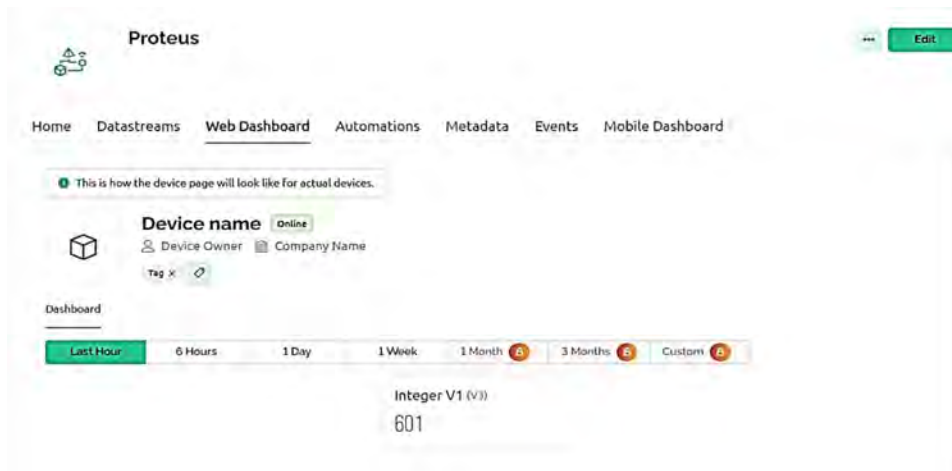 Proteus
... Edit
Home Datastreams Web Dashboard Automations Metadata Events Mobile Dashboard
This is how the device page will look like for actual devices.
Device name Online
Device Owner Company Name
Tag ×
Dashboard
Last Hour 6 Hours 1 Day 1 Week 1 Month 3 Months Custom
Integer V1
601